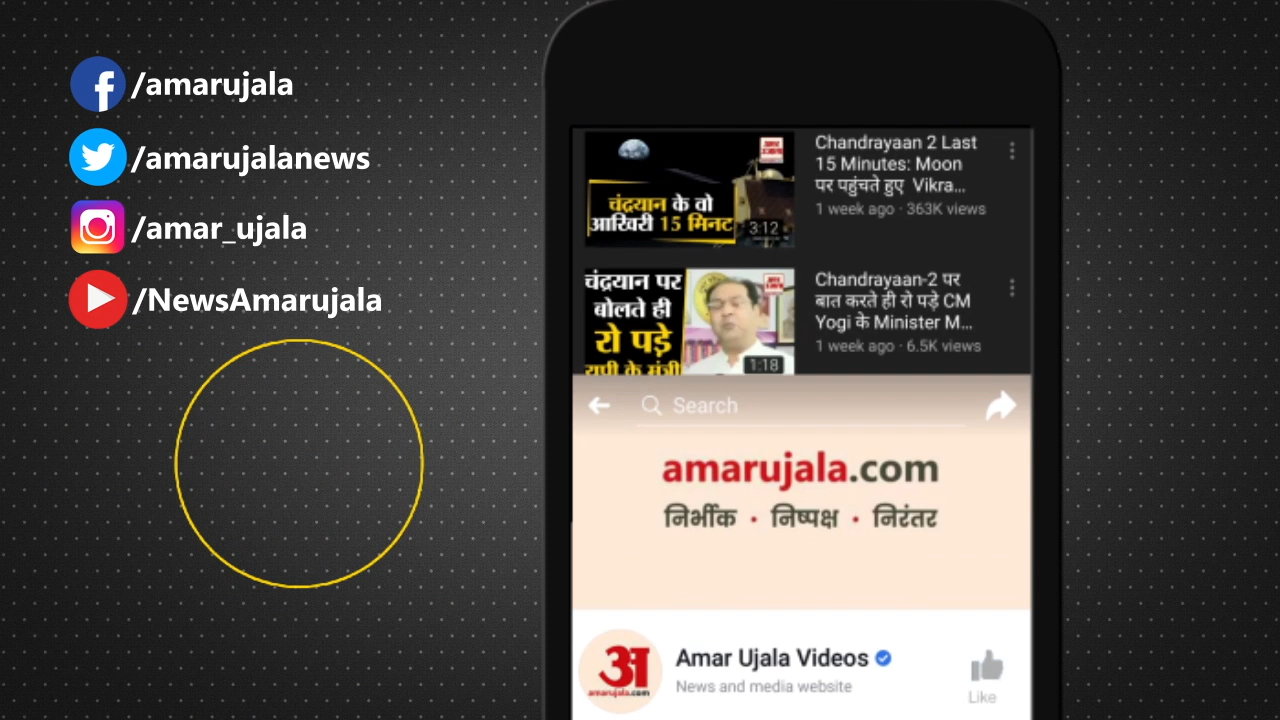 /amarujala
/amarujalanews
/amar_ujala
/NewsAmarujala
चंद्रयान के वो
आखिरी 15 मिनट
3:12
Chandrayaan 2 Last
15 Minutes: Moon
पर पहुंचते हुए Vikra...
1 week ago · 363K views
चंद्रयान पर
बोलते ही
रो पड़े
यूपी के मंत्री
1:18
Chandrayaan-2 पर
बात करते ही रो पड़े CM
Yogi के Minister M...
1 week ago · 6.5K views
Search
amarujala.com
निर्भीक • निष्पक्ष • निरंतर
अ
amarujala.com
Amar Ujala Videos
News and media website
Like